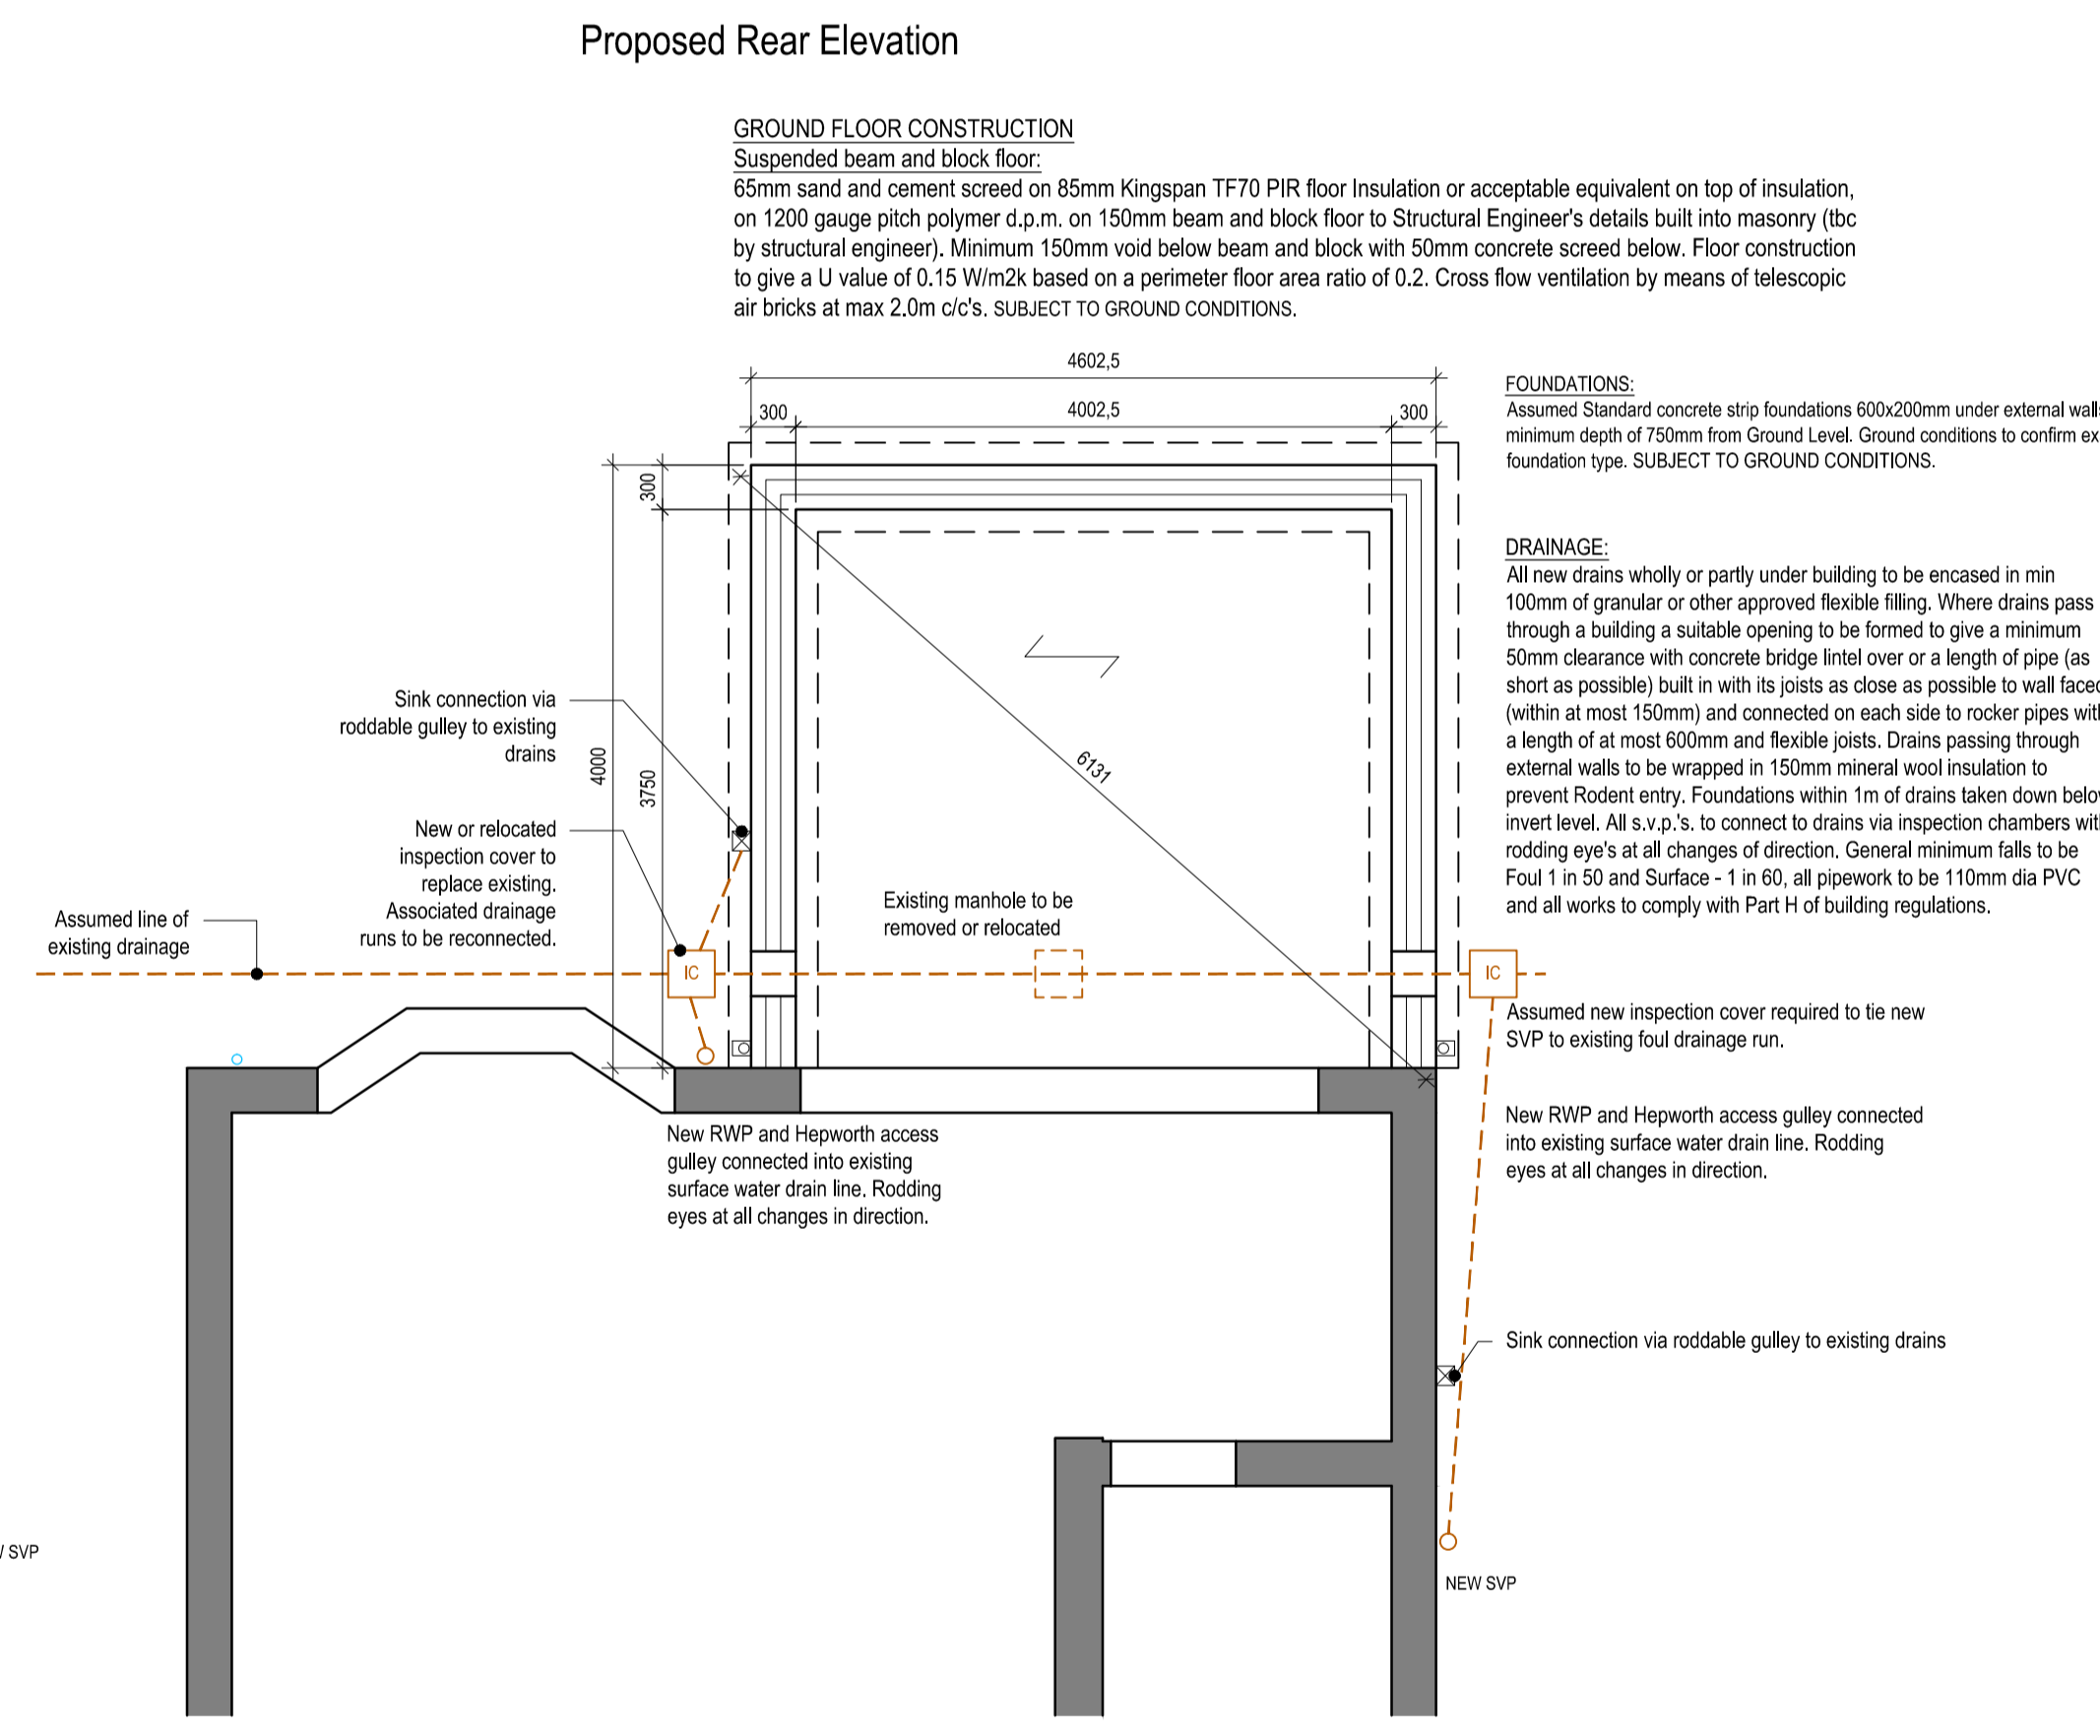 Proposed Rear Elevation
GROUND FLOOR CONSTRUCTION
Suspended beam and block floor:
65mm sand and cement screed on 85mm Kingspan TF70 PIR floor Insulation or acceptable equivalent on top of insulation,
on 1200 gauge pitch polymer d.p.m. on 150mm beam and block floor to Structural Engineer's details built into masonry (tbc
by structural engineer). Minimum 150mm void below beam and block with 50mm concrete screed below. Floor construction
to give a U value of 0.15 W/m2k based on a perimeter floor area ratio of 0.2. Cross flow ventilation by means of telescopic
air bricks at max 2.0m c/c's. SUBJECT TO GROUND CONDITIONS.
4602,5
300
4002,5
300
FOUNDATIONS:
Assumed Standard concrete strip foundations 600x200mm under external wall
minimum depth of 750mm from Ground Level. Ground conditions to confirm ex
foundation type. SUBJECT TO GROUND CONDITIONS.
300
4000
3750
6131
DRAINAGE:
All new drains wholly or partly under building to be encased in min
100mm of granular or other approved flexible filling. Where drains pass
through a building a suitable opening to be formed to give a minimum
50mm clearance with concrete bridge lintel over or a length of pipe (as
short as possible) built in with its joists as close as possible to wall faced
(within at most 150mm) and connected on each side to rocker pipes with
a length of at most 600mm and flexible joists. Drains passing through
external walls to be wrapped in 150mm mineral wool insulation to
prevent Rodent entry. Foundations within 1m of drains taken down below
invert level. All s.v.p.'s. to connect to drains via inspection chambers with
rodding eye's at all changes of direction. General minimum falls to be
Foul 1 in 50 and Surface - 1 in 60, all pipework to be 110mm dia PVC
and all works to comply with Part H of building regulations.
Sink connection via
roddable gulley to existing
drains
New or relocated
inspection cover to
replace existing.
Associated drainage
runs to be reconnected.
Assumed line of
existing drainage
Existing manhole to be
removed or relocated
IC
IC
Assumed new inspection cover required to tie new
SVP to existing foul drainage run.
New RWP and Hepworth access
gulley connected into existing
surface water drain line. Rodding
eyes at all changes in direction.
New RWP and Hepworth access gulley connected
into existing surface water drain line. Rodding
eyes at all changes in direction.
Sink connection via roddable gulley to existing drains
SVP
NEW SVP